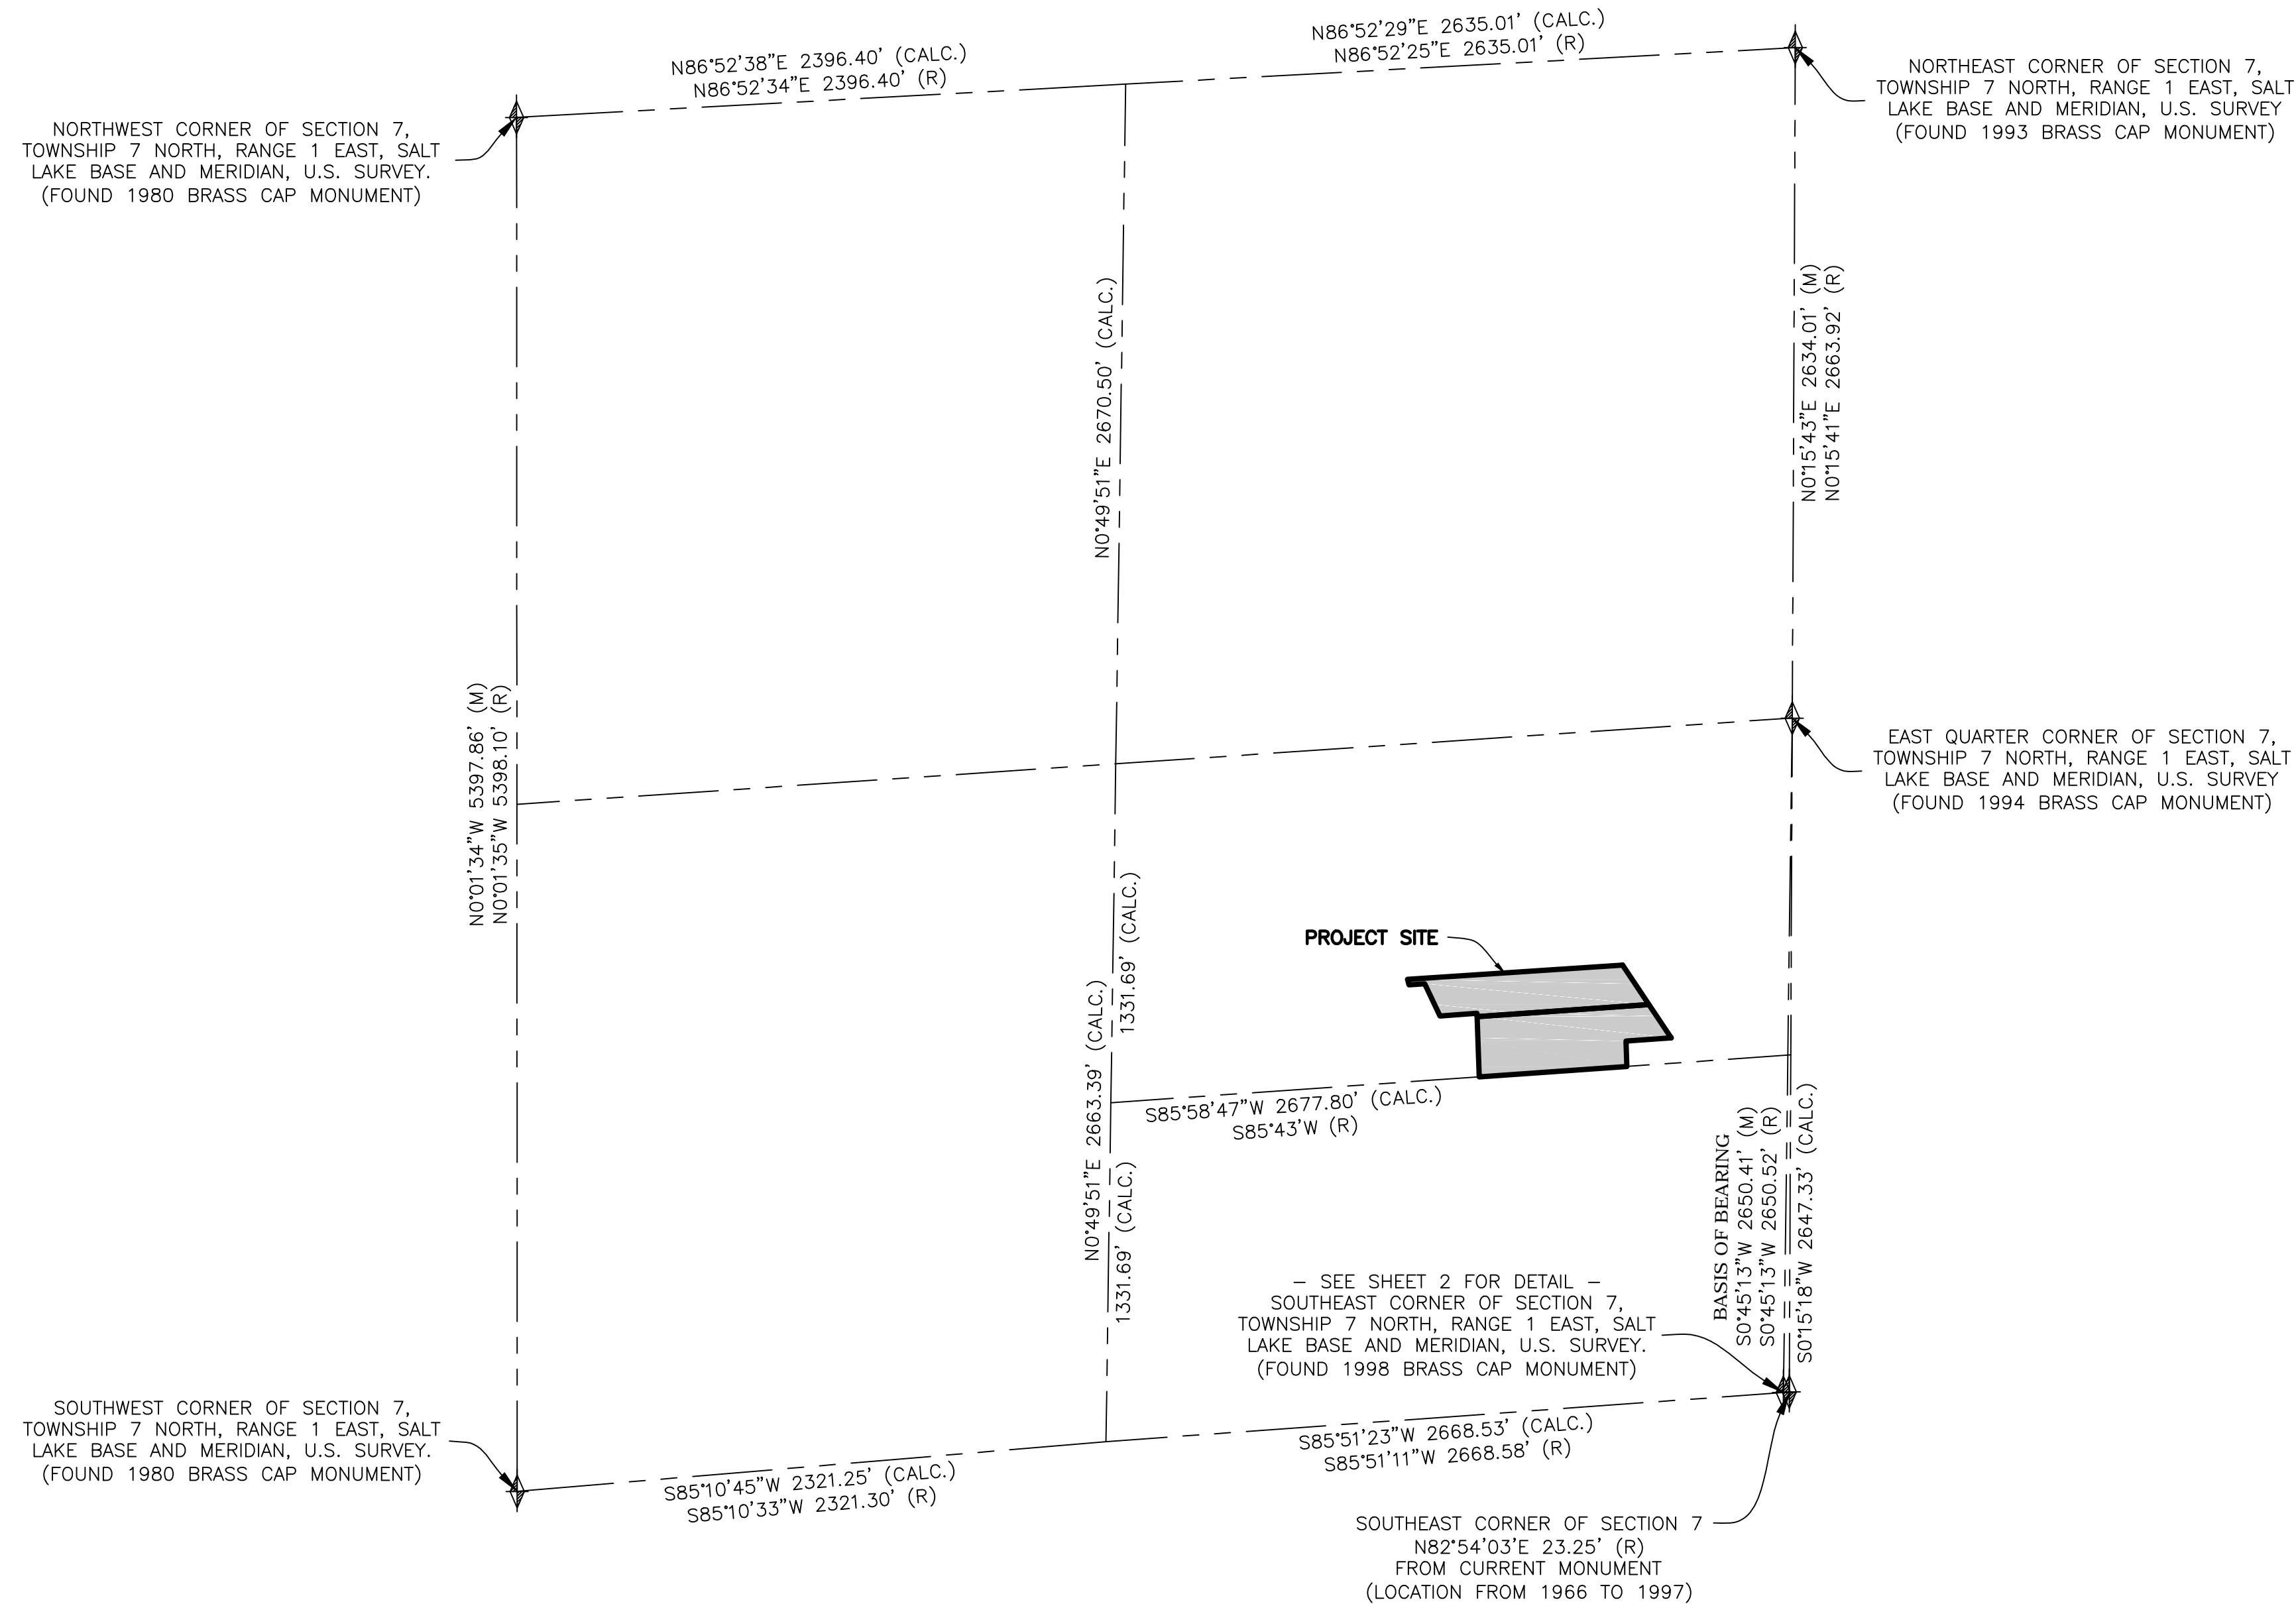 N86°52'38"E 2396.40' (CALC.)
N86°52'34"E 2396.40' (R)
N86°52'29"E 2635.01' (CALC.)
N86°52'25"E 2635.01' (R)
NORTHWEST CORNER OF SECTION 7,
TOWNSHIP 7 NORTH, RANGE 1 EAST, SALT
LAKE BASE AND MERIDIAN, U.S. SURVEY.
(FOUND 1980 BRASS CAP MONUMENT)
NORTHEAST CORNER OF SECTION 7,
TOWNSHIP 7 NORTH, RANGE 1 EAST, SALT
LAKE BASE AND MERIDIAN, U.S. SURVEY
(FOUND 1993 BRASS CAP MONUMENT)
N0°49'51"E 2670.50' (CALC.)
N0°15'43"E 2634.01' (M)
N0°15'41"E 2663.92' (R)
N0°01'34"W 5397.86' (M)
N0°01'35"W 5398.10' (R)
EAST QUARTER CORNER OF SECTION 7,
TOWNSHIP 7 NORTH, RANGE 1 EAST, SALT
LAKE BASE AND MERIDIAN, U.S. SURVEY
(FOUND 1994 BRASS CAP MONUMENT)
PROJECT SITE
N0°49'51"E 2663.39' (CALC.)
1331.69' (CALC.)
1331.69' (CALC.)
S85°58'47"W 2677.80' (CALC.)
S85°43'W (R)
BASIS OF BEARING
S0°45'13"W 2650.41' (M)
S0°45'13"W 2650.52' (R)
S0°15'18"W 2647.33' (CALC.)
- SEE SHEET 2 FOR DETAIL -
SOUTHEAST CORNER OF SECTION 7,
TOWNSHIP 7 NORTH, RANGE 1 EAST, SALT
LAKE BASE AND MERIDIAN, U.S. SURVEY.
(FOUND 1998 BRASS CAP MONUMENT)
SOUTHWEST CORNER OF SECTION 7,
TOWNSHIP 7 NORTH, RANGE 1 EAST, SALT
LAKE BASE AND MERIDIAN, U.S. SURVEY.
(FOUND 1980 BRASS CAP MONUMENT)
S85°10'45"W 2321.25' (CALC.)
S85°10'33"W 2321.30' (R)
S85°51'23"W 2668.53' (CALC.)
S85°51'11"W 2668.58' (R)
SOUTHEAST CORNER OF SECTION 7
N82°54'03'E 23.25' (R)
FROM CURRENT MONUMENT
(LOCATION FROM 1966 TO 1997)